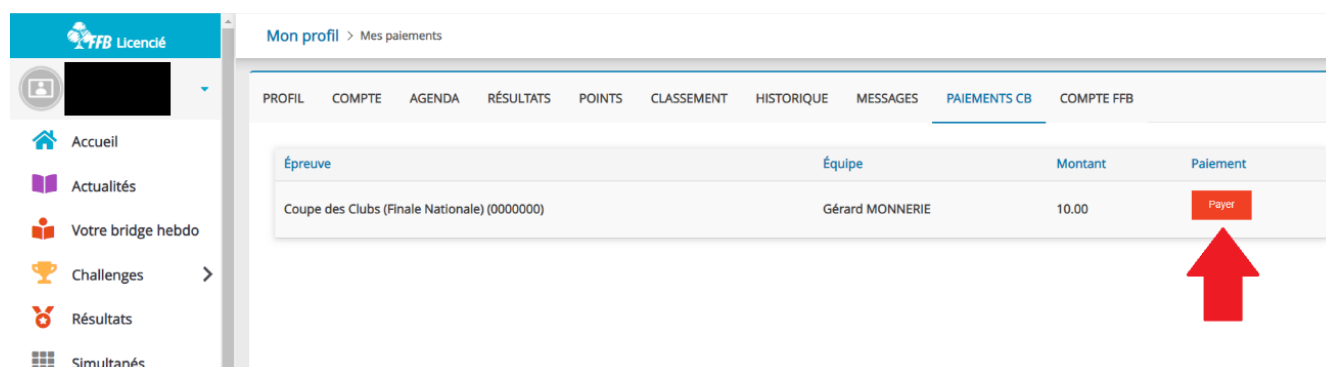 FFB Licencié
Mon profil > Mes paiements
PROFIL COMPTE AGENDA RÉSULTATS POINTS CLASSEMENT HISTORIQUE MESSAGES PAIEMENTS CB COMPTE FFB
Accueil
Actualités
Votre bridge hebdo
Challenges
Résultats
Simultanés
Épreuve Équipe Montant Paiement
Coupe des Clubs (Finale Nationale) (0000000) Gérard MONNERIE 10.00 Payer